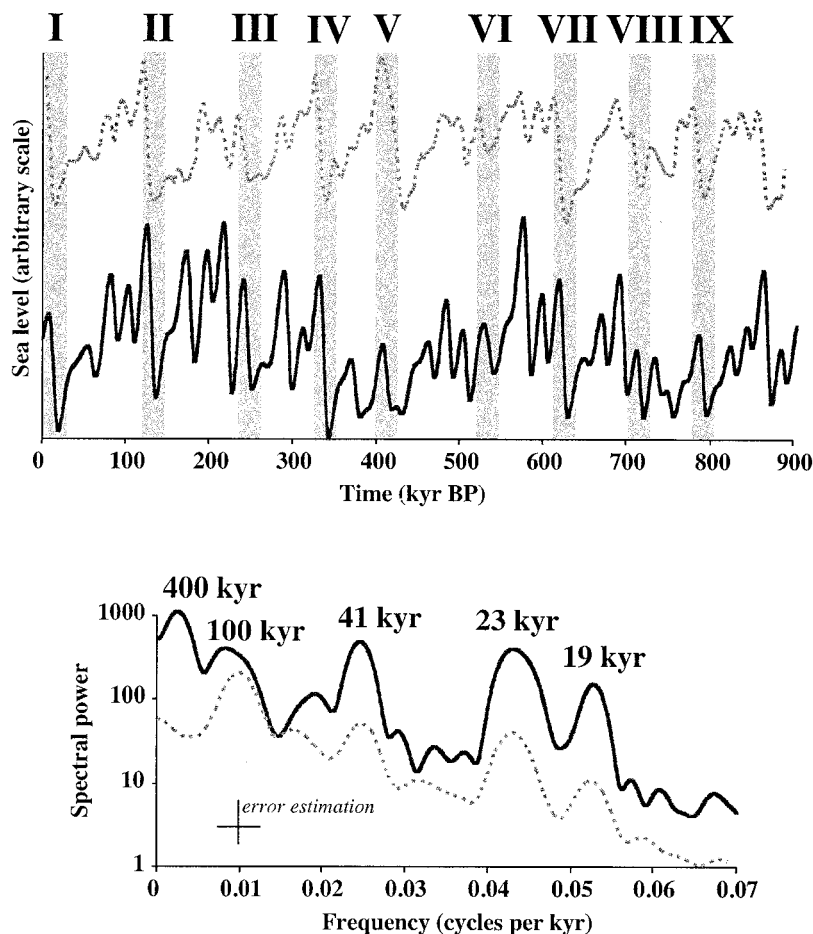 I II III IV V VI VII VIII IX
Sea level (arbitrary scale)
0 100 200 300 400 500 600 700 800 900
Time (kyr BP)
400 kyr
100 kyr
41 kyr
23 kyr
19 kyr
1000
100
10
1
Spectral power
error estimation
0 0.01 0.02 0.03 0.04 0.05 0.06 0.07
Frequency (cycles per kyr)